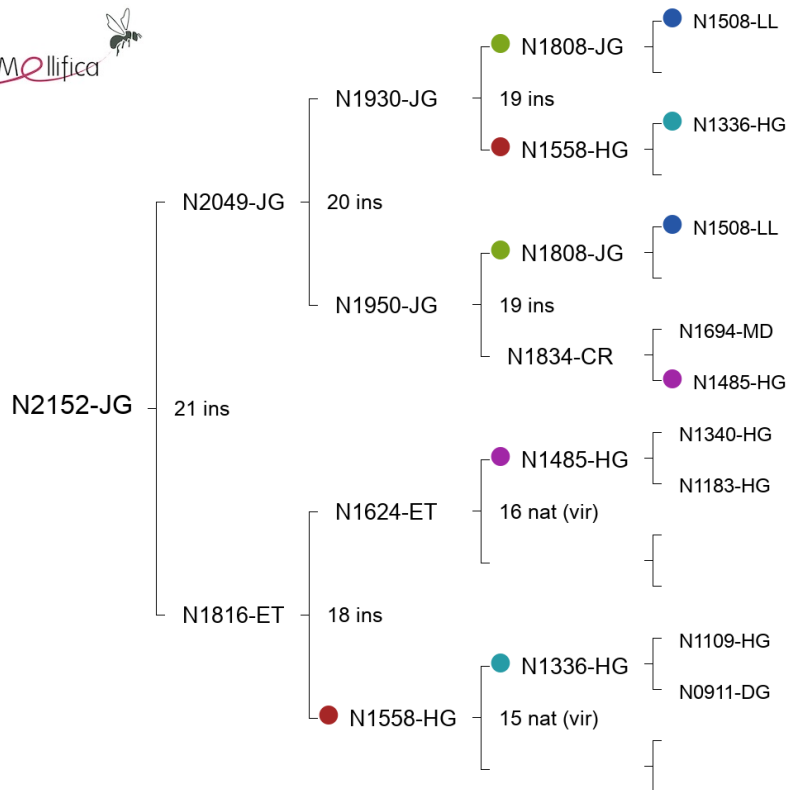 Mellifica
N1508-LL
N1808-JG
N1930-JG
19 ins
N1336-HG
N1558-HG
N2049-JG
20 ins
N1508-LL
N1808-JG
N1950-JG
19 ins
N1694-MD
N1834-CR
N1485-HG
N2152-JG
21 ins
N1340-HG
N1485-HG
N1183-HG
N1624-ET
16 nat (vir)
N1816-ET
18 ins
N1109-HG
N1336-HG
N0911-DG
N1558-HG
15 nat (vir)